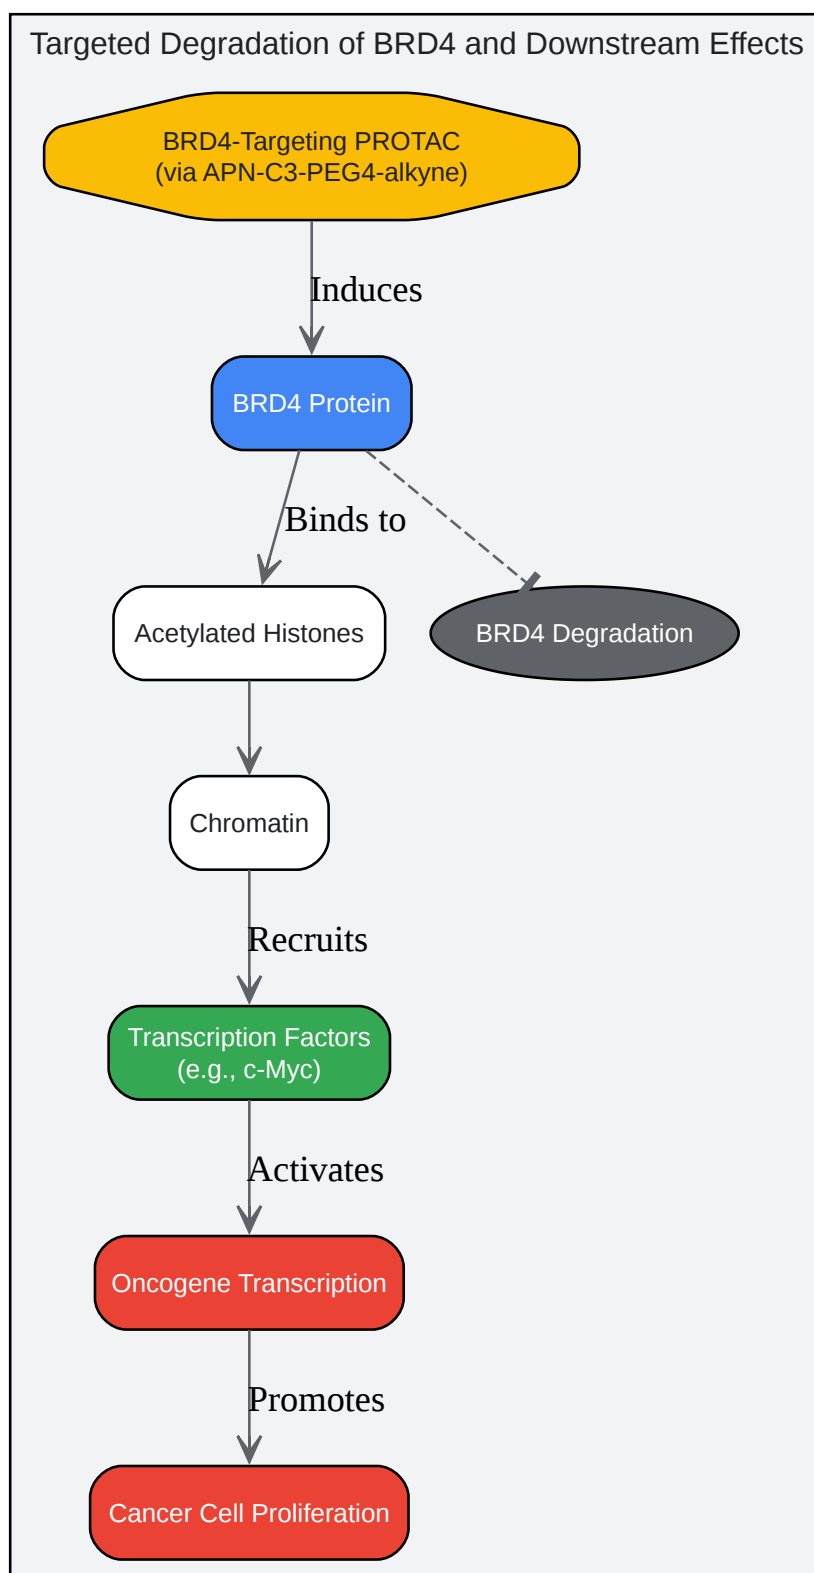 Targeted Degradation of BRD4 and Downstream Effects
BRD4-Targeting PROTAC
(via APN-C3-PEG4-alkyne)
Induces
BRD4 Protein
Binds to
Acetylated Histones
BRD4 Degradation
Chromatin
Recruits
Transcription Factors
(e.g., c-Myc)
Activates
Oncogene Transcription
Promotes
Cancer Cell Proliferation